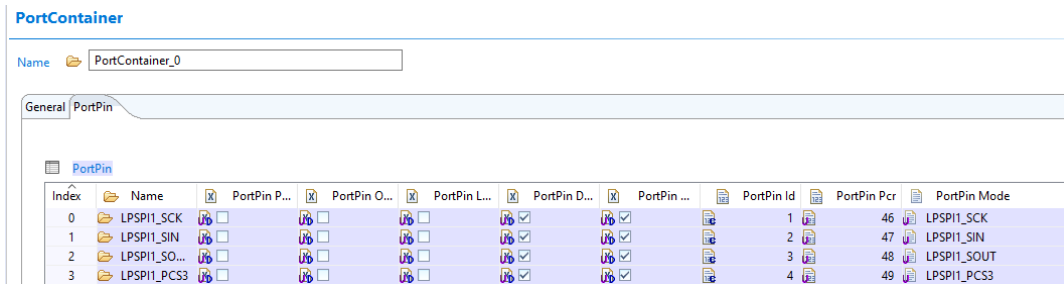 PortContainer
Name PortContainer_0
General PortPin
PortPin
Index Name PortPin P... PortPin O... PortPin L... PortPin D... PortPin ... PortPin Id PortPin Pcr PortPin Mode
0 LPSPI1_SCK 1 46 LPSPI1_SCK
1 LPSPI1_SIN 2 47 LPSPI1_SIN
2 LPSPI1_SO... 3 48 LPSPI1_SOUT
3 LPSPI1_PCS3 4 49 LPSPI1_PCS3